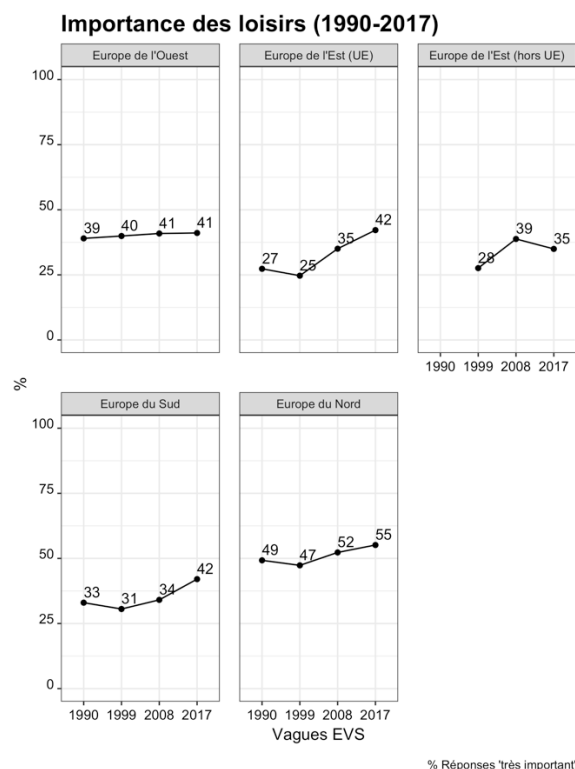 Importance des loisirs (1990-2017)
Europe de l'Ouest
Europe de l'Est (UE)
Europe de l'Est (hors UE)
100
75
50
25
0
39 40 41 41
27 25 35 42
28 39 35
1990 1999 2008 2017
%
Europe du Sud
Europe du Nord
100
75
50
25
0
33 31 34 42
49 47 52 55
1990 1999 2008 2017
1990 1999 2008 2017
Vagues EVS
% Réponses 'très important'